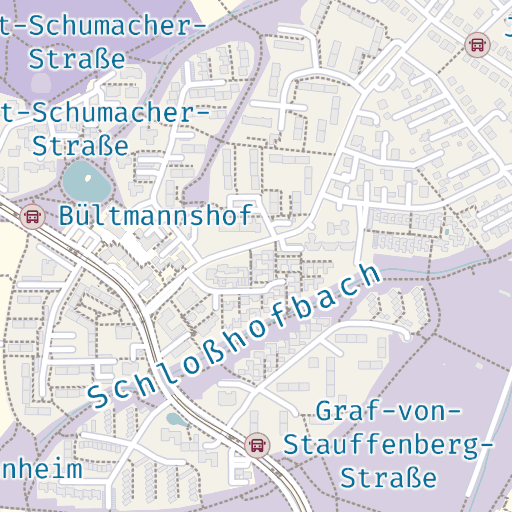 t-Schumacher-
Straße
t-Schumacher-
Straße
Bültmannshof
Schloßhofbach
Graf-von-
Stauffenberg-
Straße
nheim